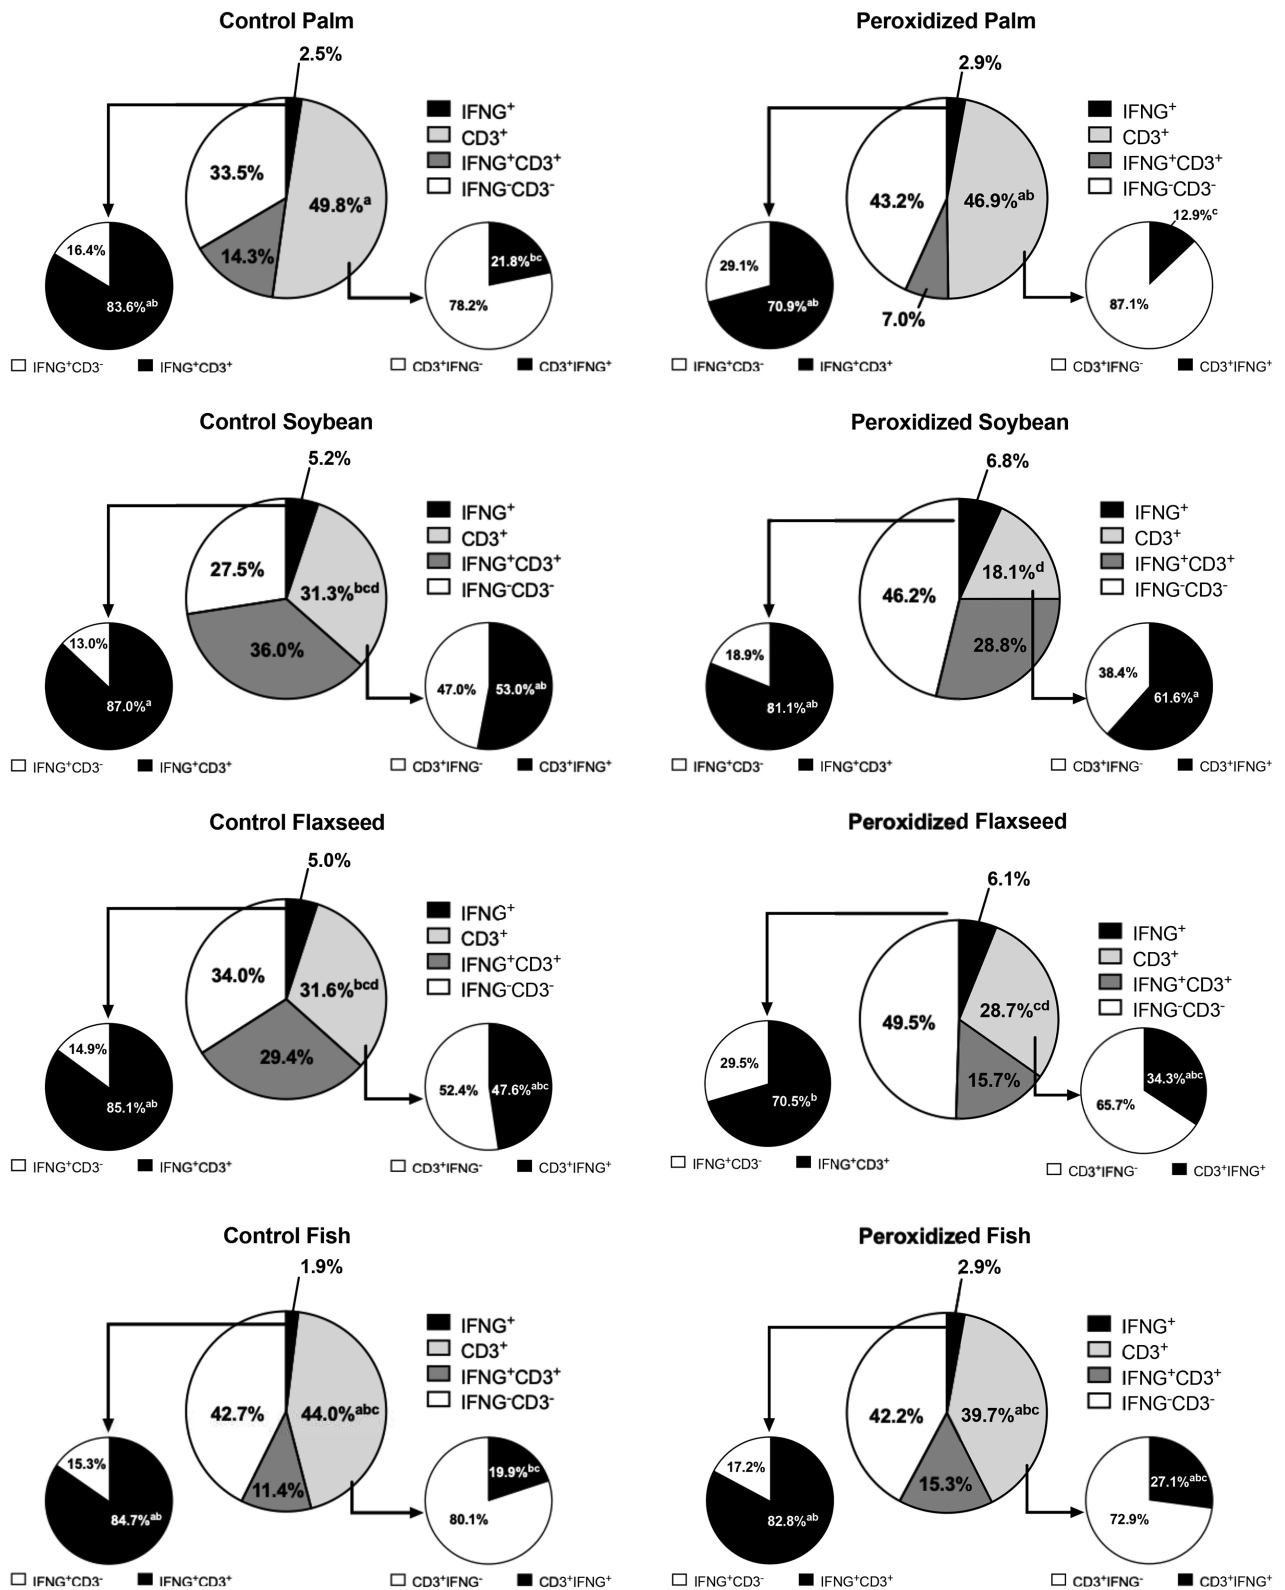 Control Palm
2.5%
IFNG⁺
CD3⁺
IFNG⁺CD3⁺
IFNG⁻CD3⁻
33.5%
49.8%ᵃ
14.3%
16.4%
83.6%ᵃᵇ
21.8%ᵇᶜ
78.2%
IFNG⁺CD3⁻ IFNG⁺CD3⁺
CD3⁺IFNG⁻ CD3⁺IFNG⁺
Peroxidized Palm
2.9%
IFNG⁺
CD3⁺
IFNG⁺CD3⁺
IFNG⁻CD3⁻
43.2%
46.9%ᵃᵇ
7.0%
29.1%
70.9%ᵃᵇ
12.9%ᶜ
87.1%
IFNG⁺CD3⁻ IFNG⁺CD3⁺
CD3⁺IFNG⁻ CD3⁺IFNG⁺
Control Soybean
5.2%
IFNG⁺
CD3⁺
IFNG⁺CD3⁺
IFNG⁻CD3⁻
27.5%
31.3%ᵇᶜᵈ
36.0%
13.0%
87.0%ᵃ
47.0%
53.0%ᵃᵇ
IFNG⁺CD3⁻ IFNG⁺CD3⁺
CD3⁺IFNG⁻ CD3⁺IFNG⁺
Peroxidized Soybean
6.8%
IFNG⁺
CD3⁺
IFNG⁺CD3⁺
IFNG⁻CD3⁻
46.2%
18.1%ᵈ
28.8%
18.9%
81.1%ᵃᵇ
38.4%
61.6%ᵃ
IFNG⁺CD3⁻ IFNG⁺CD3⁺
CD3⁺IFNG⁻ CD3⁺IFNG⁺
Control Flaxseed
5.0%
IFNG⁺
CD3⁺
IFNG⁺CD3⁺
IFNG⁻CD3⁻
34.0%
31.6%ᵇᶜᵈ
29.4%
14.9%
85.1%ᵃᵇ
52.4%
47.6%ᵃᵇᶜ
IFNG⁺CD3⁻ IFNG⁺CD3⁺
CD3⁺IFNG⁻ CD3⁺IFNG⁺
Peroxidized Flaxseed
6.1%
IFNG⁺
CD3⁺
IFNG⁺CD3⁺
IFNG⁻CD3⁻
49.5%
28.7%ᶜᵈ
15.7%
29.5%
70.5%ᵇ
34.3%ᵃᵇᶜ
65.7%
IFNG⁺CD3⁻ IFNG⁺CD3⁺
CD3⁺IFNG⁻ CD3⁺IFNG⁺
Control Fish
1.9%
IFNG⁺
CD3⁺
IFNG⁺CD3⁺
IFNG⁻CD3⁻
42.7%
44.0%ᵃᵇᶜ
11.4%
15.3%
84.7%ᵃᵇ
19.9%ᵇᶜ
80.1%
IFNG⁺CD3⁻ IFNG⁺CD3⁺
CD3⁺IFNG⁻ CD3⁺IFNG⁺
Peroxidized Fish
2.9%
IFNG⁺
CD3⁺
IFNG⁺CD3⁺
IFNG⁻CD3⁻
42.2%
39.7%ᵃᵇᶜ
15.3%
17.2%
82.8%ᵃᵇ
27.1%ᵃᵇᶜ
72.9%
IFNG⁺CD3⁻ IFNG⁺CD3⁺
CD3⁺IFNG⁻ CD3⁺IFNG⁺